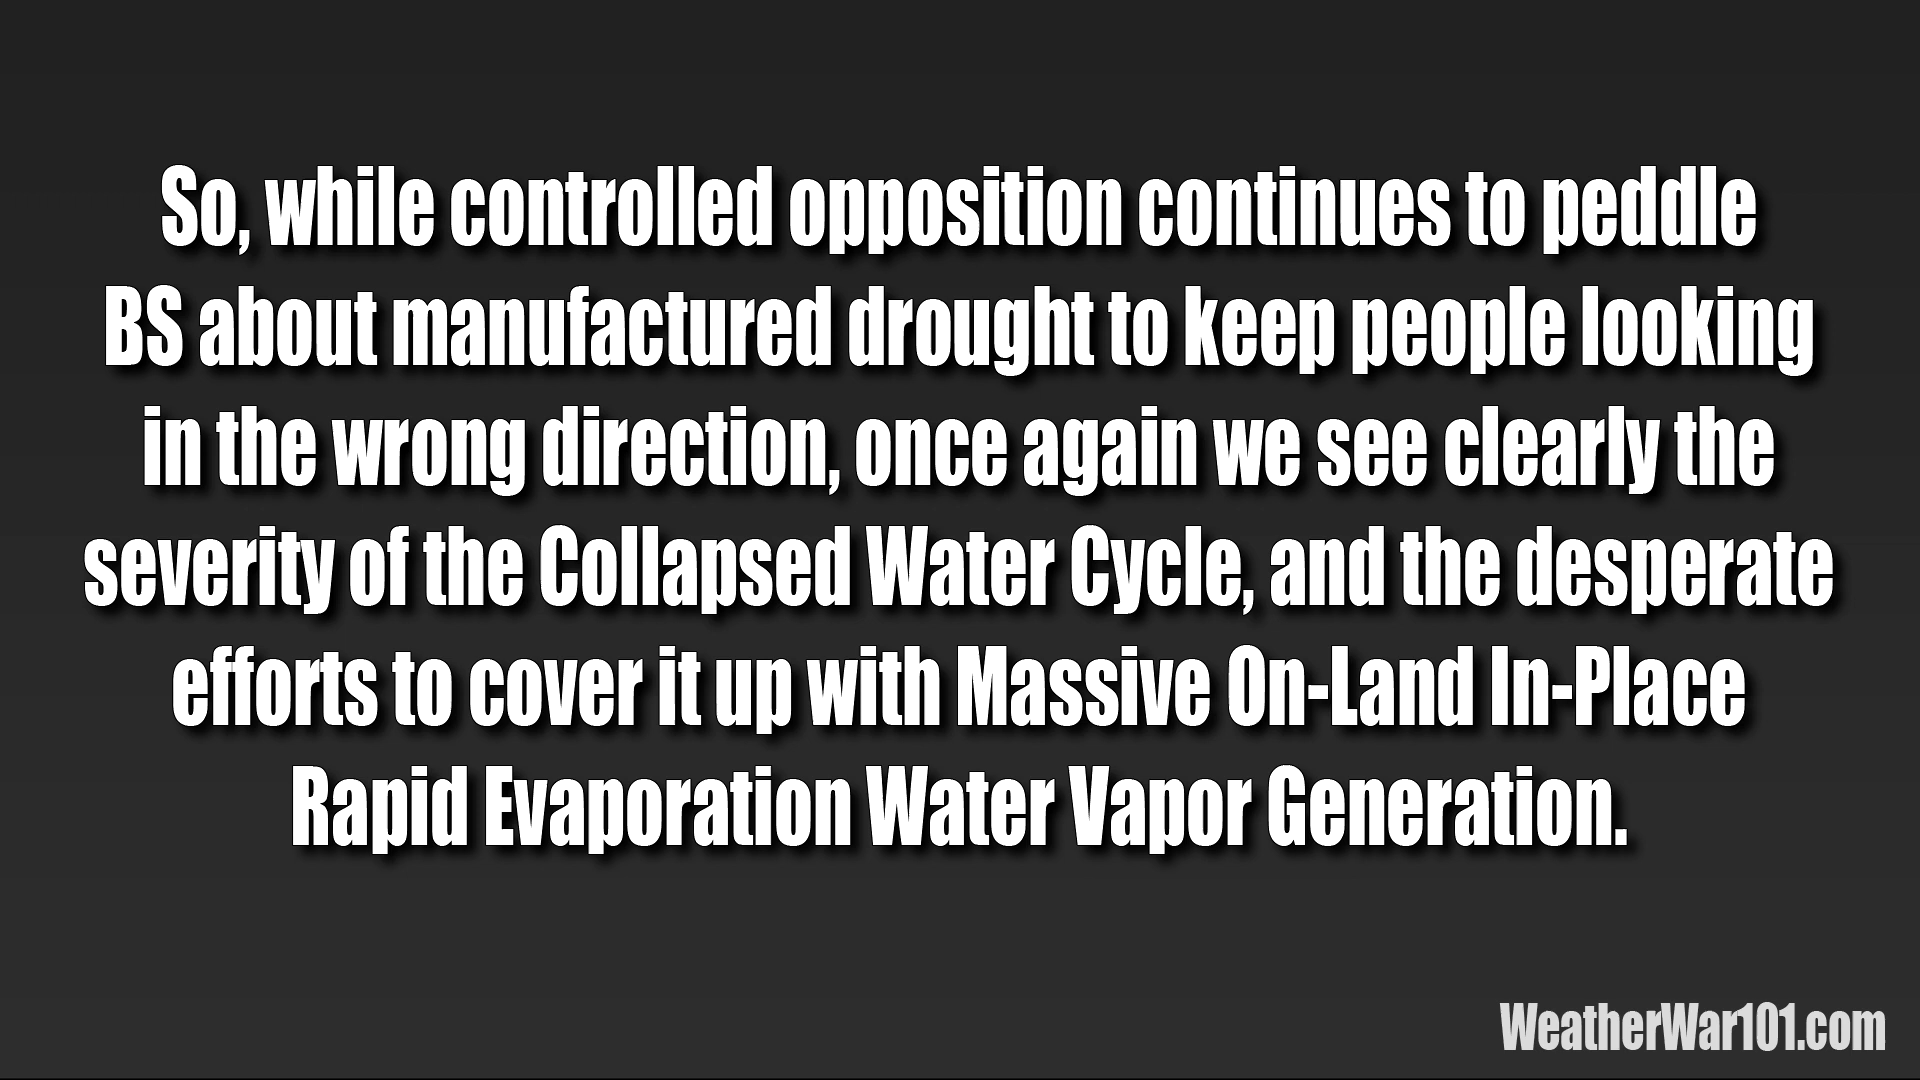 So, while controlled opposition continues to peddle
BS about manufactured drought to keep people looking
in the wrong direction, once again we see clearly the
severity of the Collapsed Water Cycle, and the desperate
efforts to cover it up with Massive On-Land In-Place
Rapid Evaporation Water Vapor Generation.
WeatherWar101.com